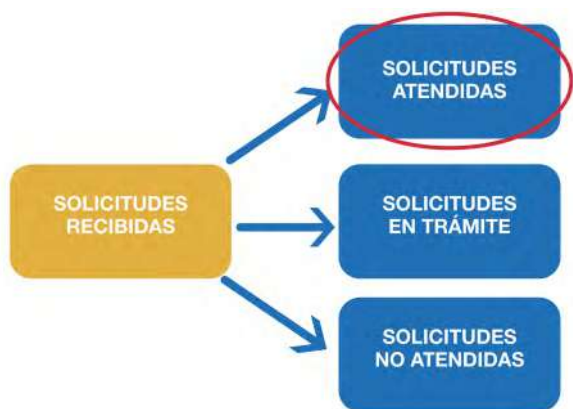 SOLICITUDES
ATENDIDAS
SOLICITUDES
RECIBIDAS
SOLICITUDES
EN TRÁMITE
SOLICITUDES
NO ATENDIDAS